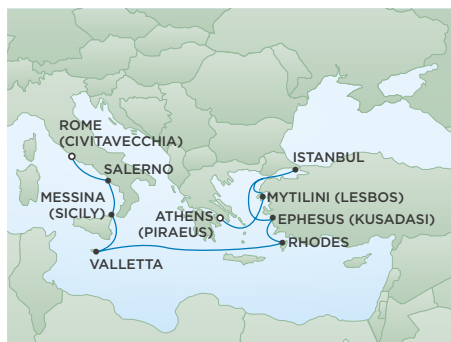 ROME
(CIVITAVECCHIA)
ISTANBUL
SALERNO
MESSINA
(SICILY)
MYTILINI (LESBOS)
ATHENS
(PIRAEUS)
EPHESUS (KUSADASI)
RHODES
VALLETTA